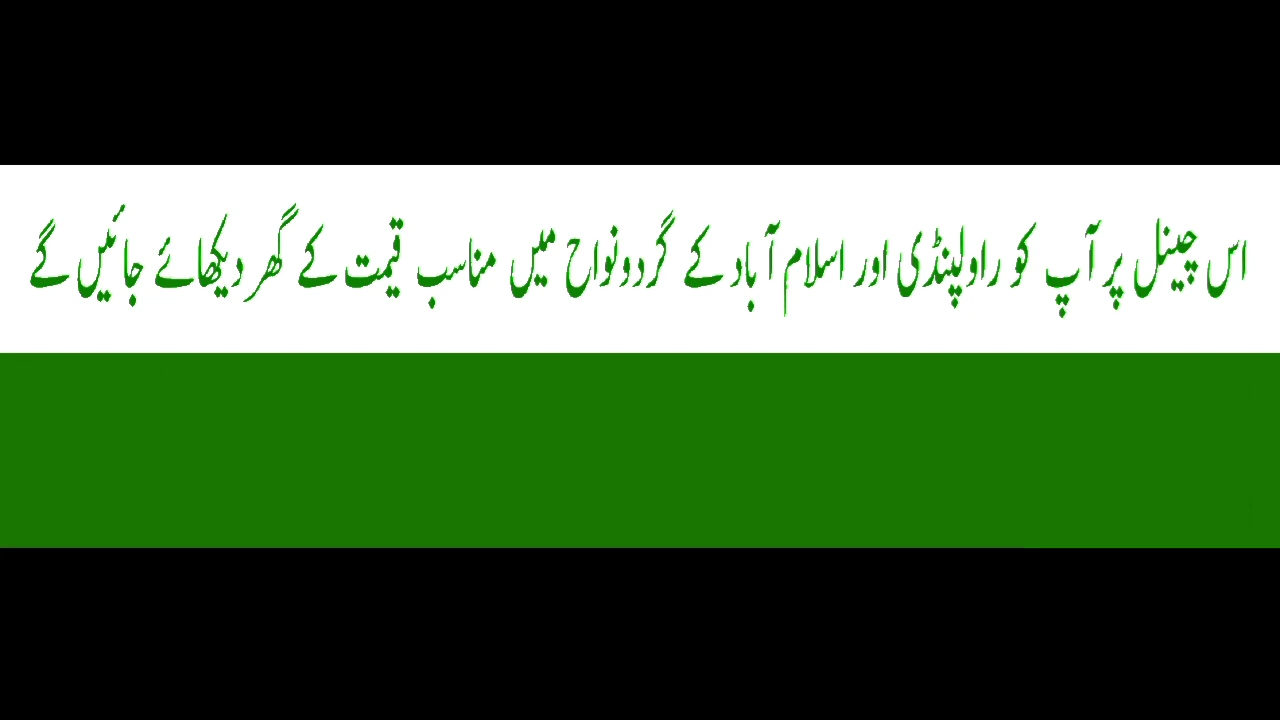 اس چینل پر آپ کو راولپنڈی اور اسلام آباد کے گردونواح میں مناسب قیمت کے گھر دیکھائے جائیں گے